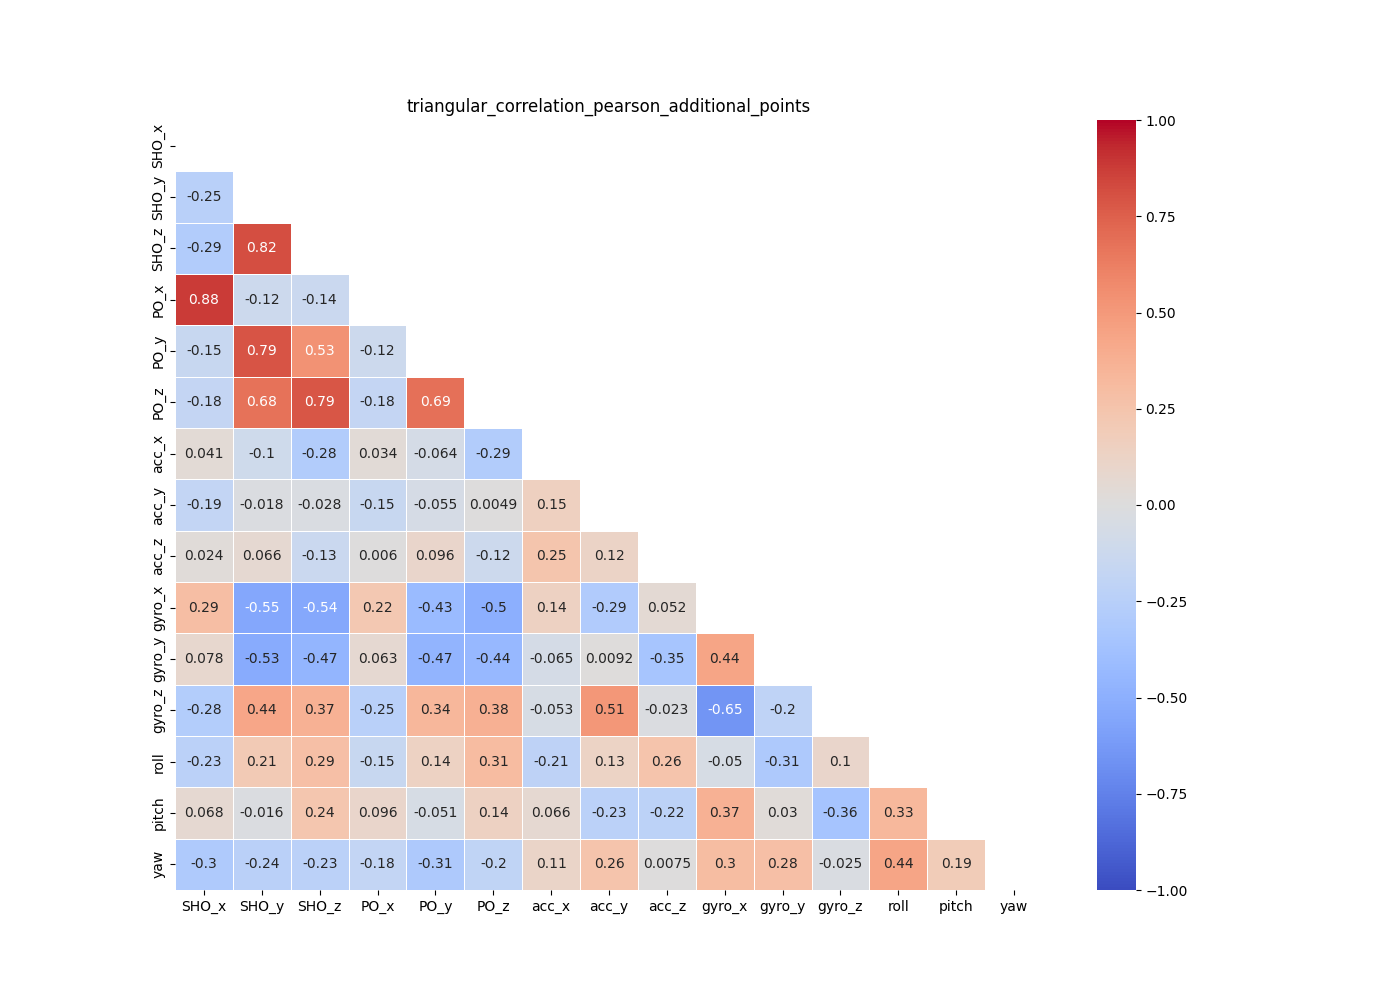 triangular_correlation_pearson_additional_points
SHO_x
SHO_y -0.25
SHO_z -0.29 0.82
PO_x 0.88 -0.12 -0.14
PO_y -0.15 0.79 0.53 -0.12
PO_z -0.18 0.68 0.79 -0.18 0.69
acc_x 0.041 -0.1 -0.28 0.034 -0.064 -0.29
acc_y -0.19 -0.018 -0.028 -0.15 -0.055 0.0049 0.15
acc_z 0.024 0.066 -0.13 0.006 0.096 -0.12 0.25 0.12
gyro_x 0.29 -0.55 -0.54 0.22 -0.43 -0.5 0.14 -0.29 0.052
gyro_y 0.078 -0.53 -0.47 0.063 -0.47 -0.44 -0.065 0.0092 -0.35 0.44
gyro_z -0.28 0.44 0.37 -0.25 0.34 0.38 -0.053 0.51 -0.023 -0.65 -0.2
roll -0.23 0.21 0.29 -0.15 0.14 0.31 -0.21 0.13 0.26 -0.05 -0.31 0.1
pitch 0.068 -0.016 0.24 0.096 -0.051 0.14 0.066 -0.23 -0.22 0.37 0.03 -0.36 0.33
yaw -0.3 -0.24 -0.23 -0.18 -0.31 -0.2 0.11 0.26 0.0075 0.3 0.28 -0.025 0.44 0.19
SHO_x SHO_y SHO_z PO_x PO_y PO_z acc_x acc_y acc_z gyro_x gyro_y gyro_z roll pitch yaw
1.00
0.75
0.50
0.25
0.00
−0.25
−0.50
−0.75
−1.00